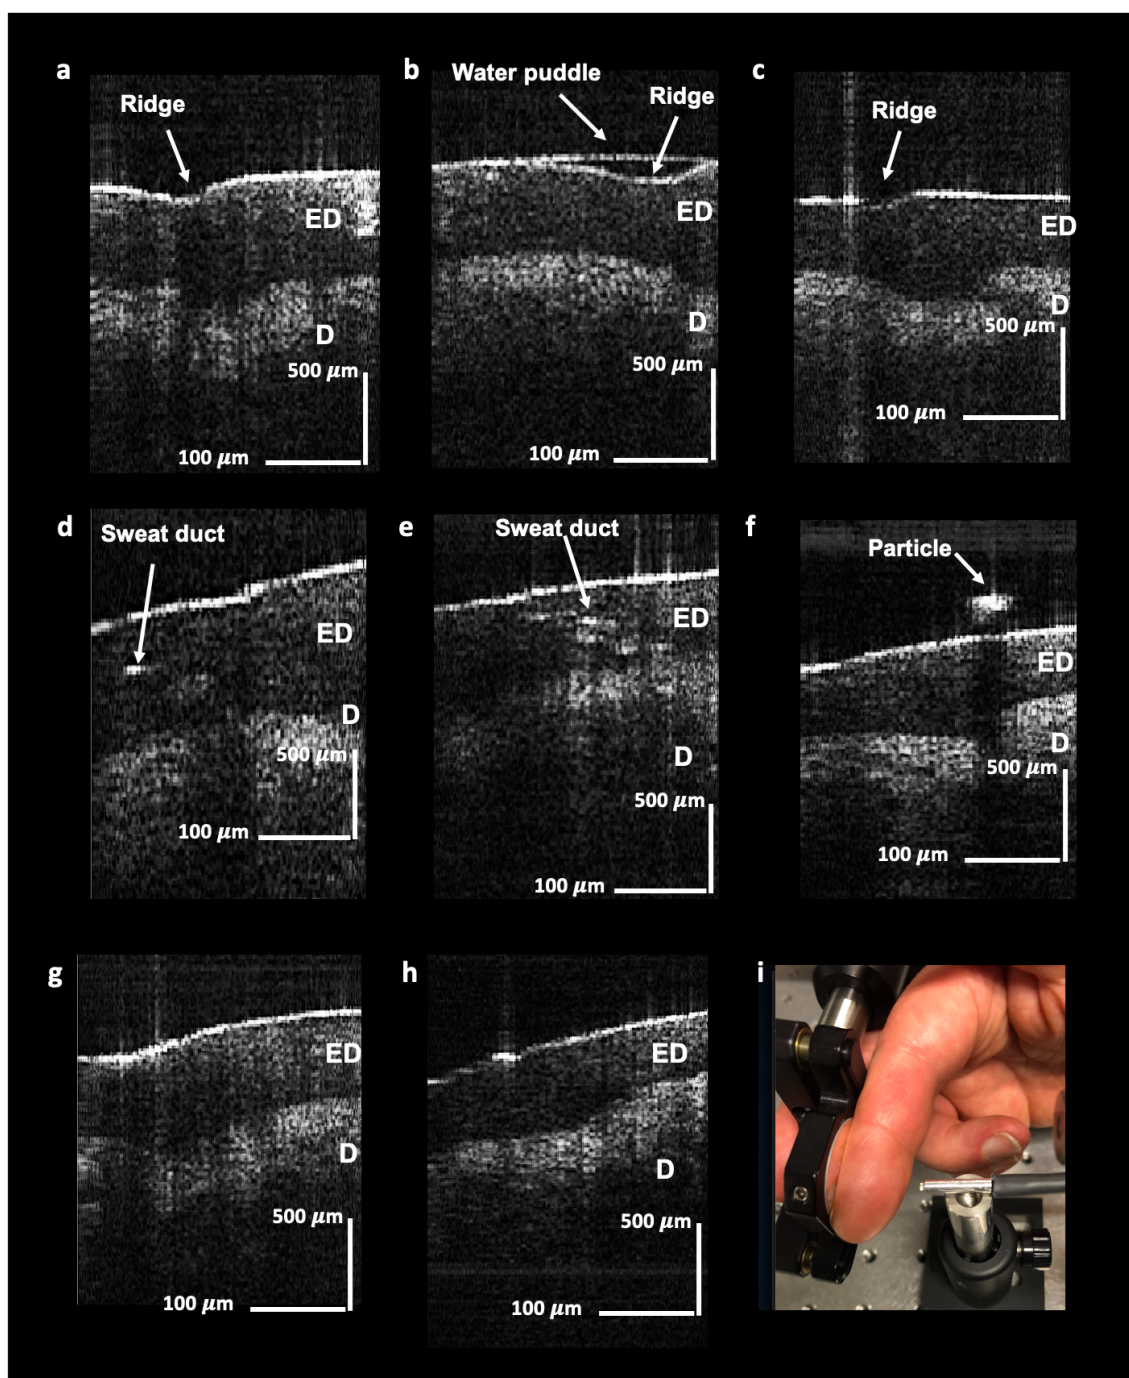 a
Ridge
ED
D
500 μm
100 μm
b
Water puddle
Ridge
ED
D
500 μm
100 μm
c
Ridge
ED
D
500 μm
100 μm
d
Sweat duct
ED
D
500 μm
100 μm
e
Sweat duct
ED
D
500 μm
100 μm
f
Particle
ED
D
500 μm
100 μm
g
ED
D
500 μm
100 μm
h
ED
D
500 μm
100 μm
i